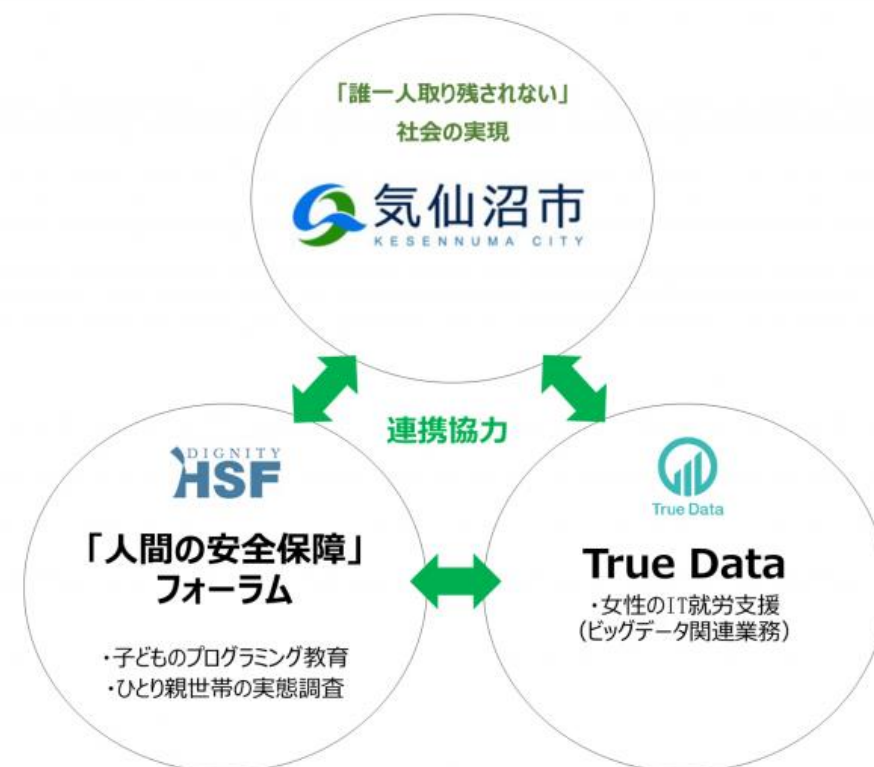 「誰一人取り残されない」
社会の実現
気仙沼市
KESENNUMA CITY
連携協力
DIGNITY
HSF
「人間の安全保障」
フォーラム
・子どものプログラミング教育
・ひとり親世帯の実態調査
True Data
True Data
・女性のIT就労支援
(ビッグデータ関連業務)